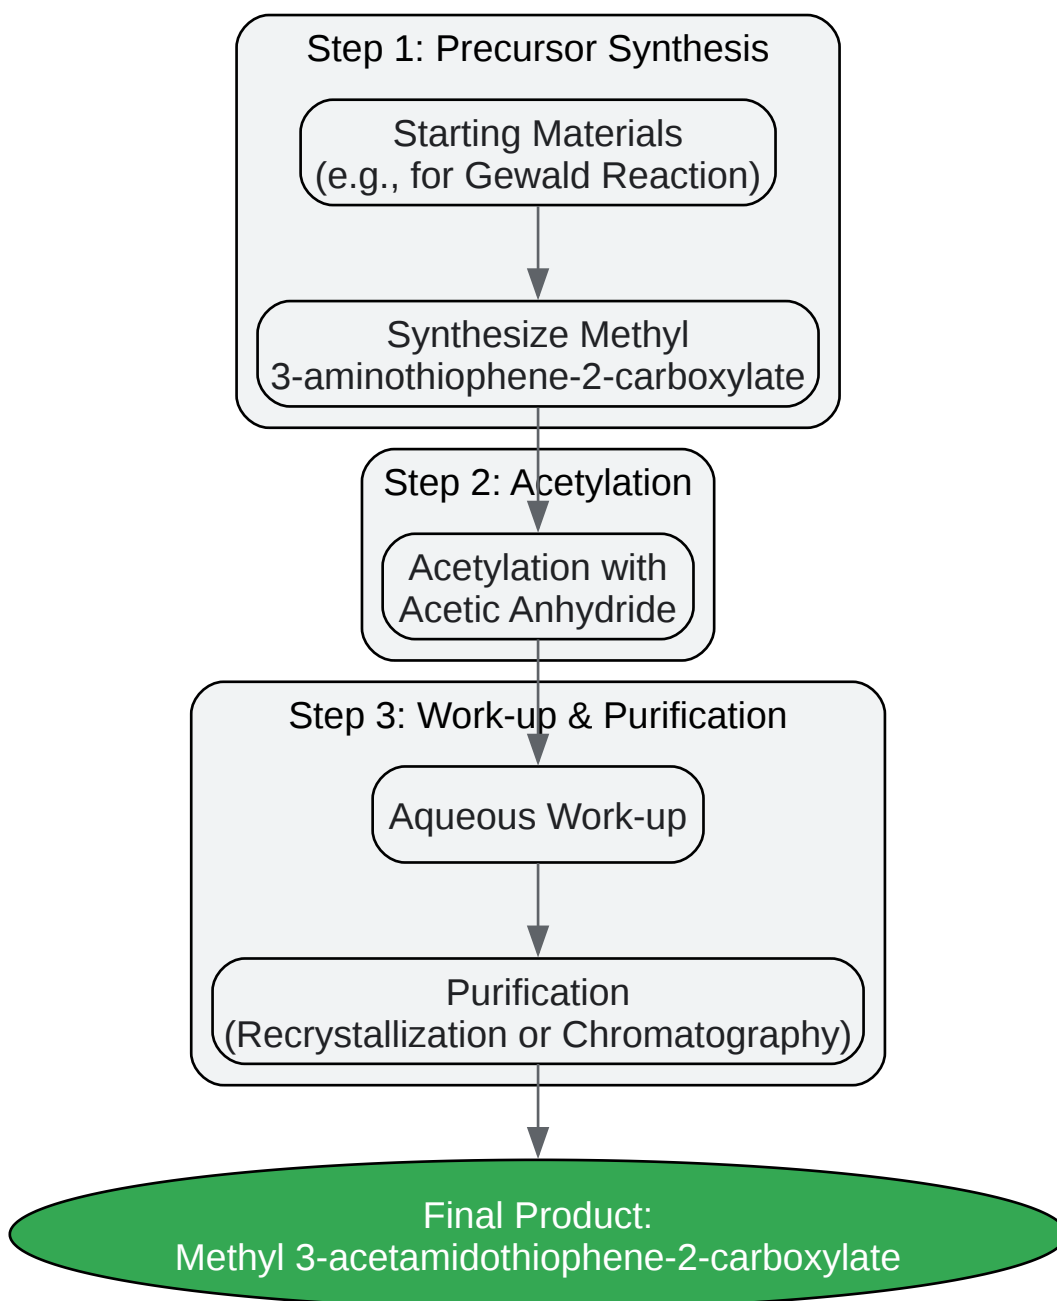 Step 1: Precursor Synthesis
Starting Materials
(e.g., for Gewald Reaction)
Synthesize Methyl
3-aminothiophene-2-carboxylate
Step 2: Acetylation
Acetylation with
Acetic Anhydride
Step 3: Work-up & Purification
Aqueous Work-up
Purification
(Recrystallization or Chromatography)
Final Product:
Methyl 3-acetamidothiophene-2-carboxylate